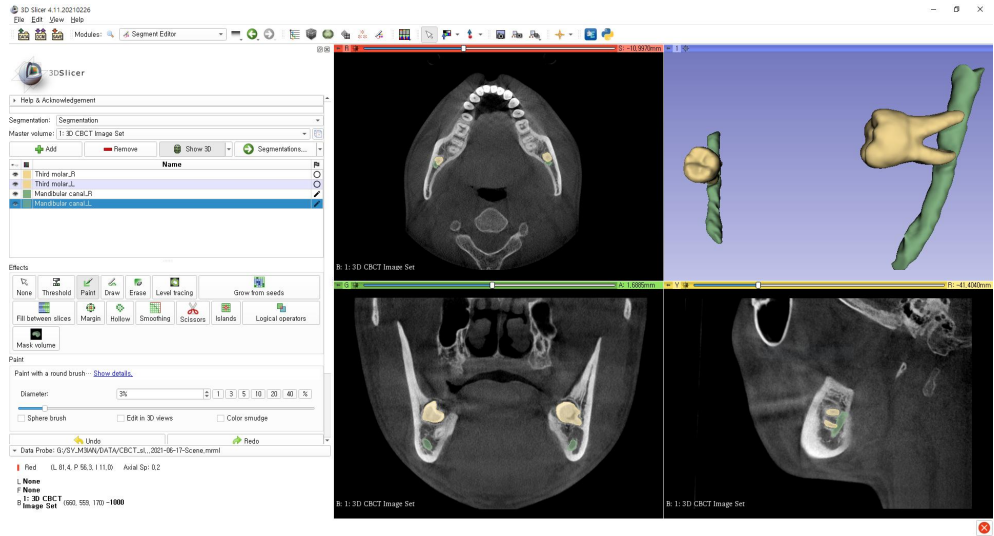 3D Slicer 4.11.20210226
File Edit View Help
DATA DCM SAVE Modules: Segment Editor
R S: -10.9970mm 1
3DSlicer
Help & Acknowledgement
Segmentation: Segmentation
Master volume: 1: 3D CBCT Image Set
Add Remove Show 3D Segmentations...
Name
Third molar_R
Third molar_L
Mandibular canal_R
Mandibular canal_L
B: 1: 3D CBCT Image Set
Effects
G A: 1.6885mm Y R: -41.4040mm
None Threshold Paint Draw Erase Level tracing Grow from seeds
Fill between slices Margin Hollow Smoothing Scissors Islands Logical operators
Mask volume
Paint
Paint with a round brush... Show details.
Diameter: 3% 1 3 5 10 20 40 %
Sphere brush Edit in 3D views Color smudge
Undo Redo
Data Probe: G:/SY_M3IAN/DATA/CBCT_sl...2021-06-17-Scene.mrml
Red (L 81.4, P 56.3, I 11.0) Axial Sp: 0.2
L None
F None
B 1: 3D CBCT Image Set (660, 559, 170) -1000
B: 1: 3D CBCT Image Set
B: 1: 3D CBCT Image Set